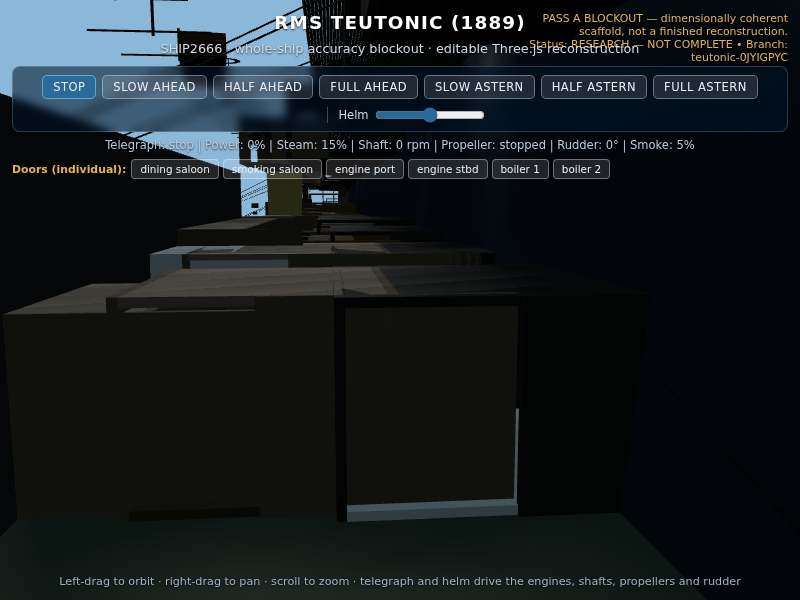 RMS TEUTONIC (1889)
PASS A BLOCKOUT — dimensionally coherent
scaffold, not a finished reconstruction.
Status: RESEARCH — NOT COMPLETE • Branch:
teutonic-0JYIGPYC
SHIP2666 · whole-ship accuracy blockout · editable Three.js reconstruction
STOP SLOW AHEAD HALF AHEAD FULL AHEAD SLOW ASTERN HALF ASTERN FULL ASTERN
Helm
Telegraph: stop | Power: 0% | Steam: 15% | Shaft: 0 rpm | Propeller: stopped | Rudder: 0° | Smoke: 5%
Doors (individual): dining saloon smoking saloon engine port engine stbd boiler 1 boiler 2
Left-drag to orbit · right-drag to pan · scroll to zoom · telegraph and helm drive the engines, shafts, propellers and rudder